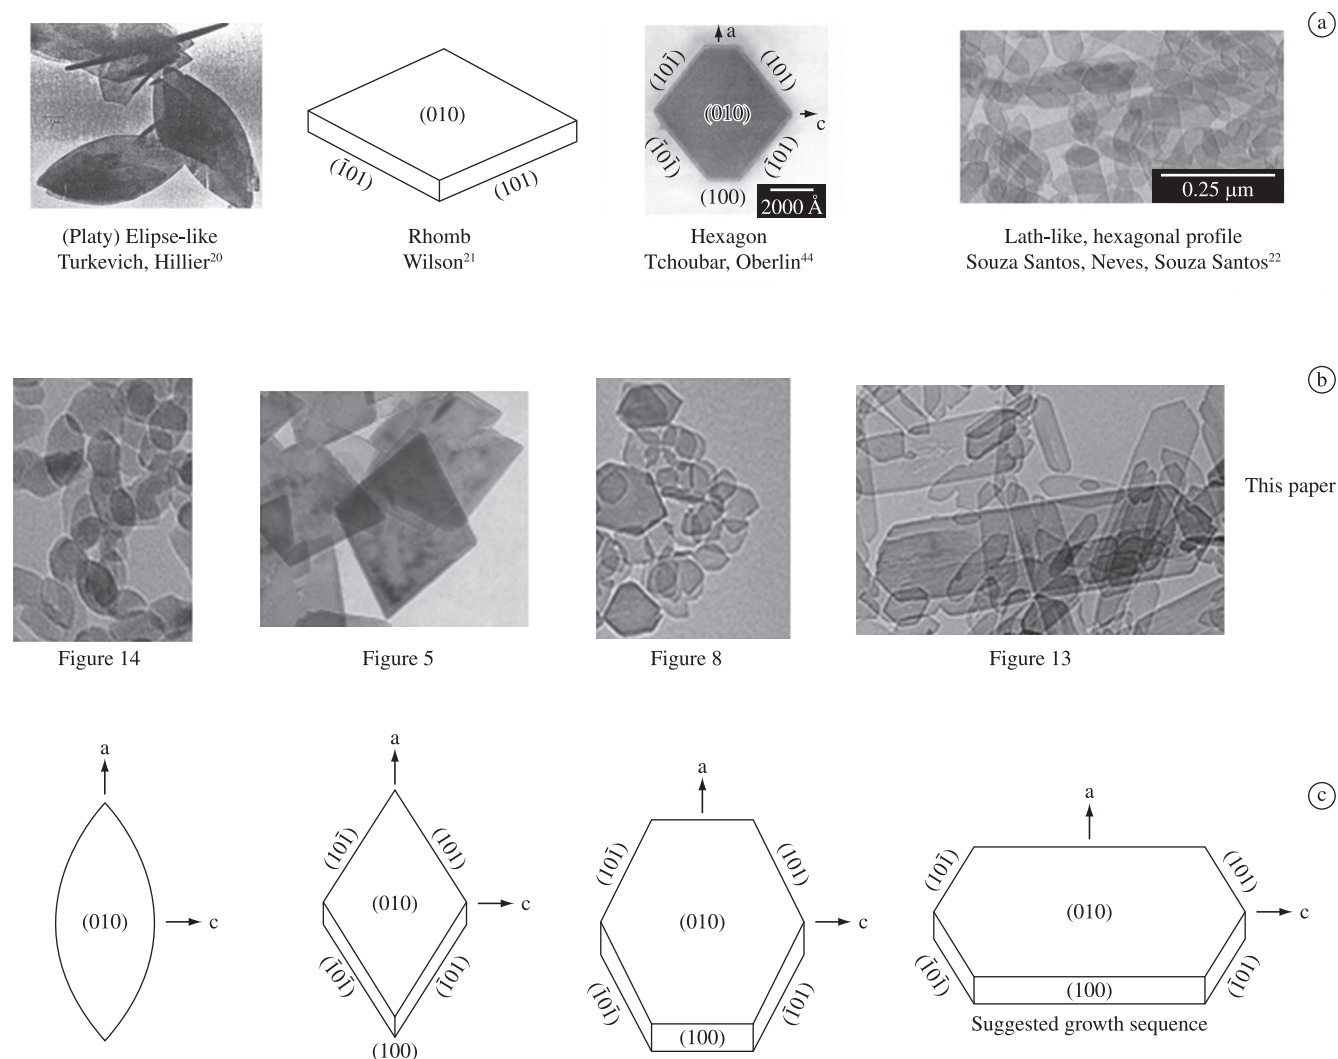 a
(010)
(1̄01)
(101)
a
(101̄)
(101)
(010)
c
(1̄01̄)
(1̄01)
(100)
2000 Å
0.25 μm
(Platy) Elipse-like
Turkevich, Hillier20
Rhomb
Wilson21
Hexagon
Tchoubar, Oberlin44
Lath-like, hexagonal profile
Souza Santos, Neves, Souza Santos22
b
This paper
Figure 14
Figure 5
Figure 8
Figure 13
c
a
(010)
c
a
(101̄)
(101)
(010)
c
(1̄01̄)
(1̄01)
(100)
a
(101̄)
(101)
(010)
c
(1̄01̄)
(1̄01)
(100)
a
(101̄)
(101)
(010)
c
(1̄01̄)
(1̄01)
(100)
Suggested growth sequence